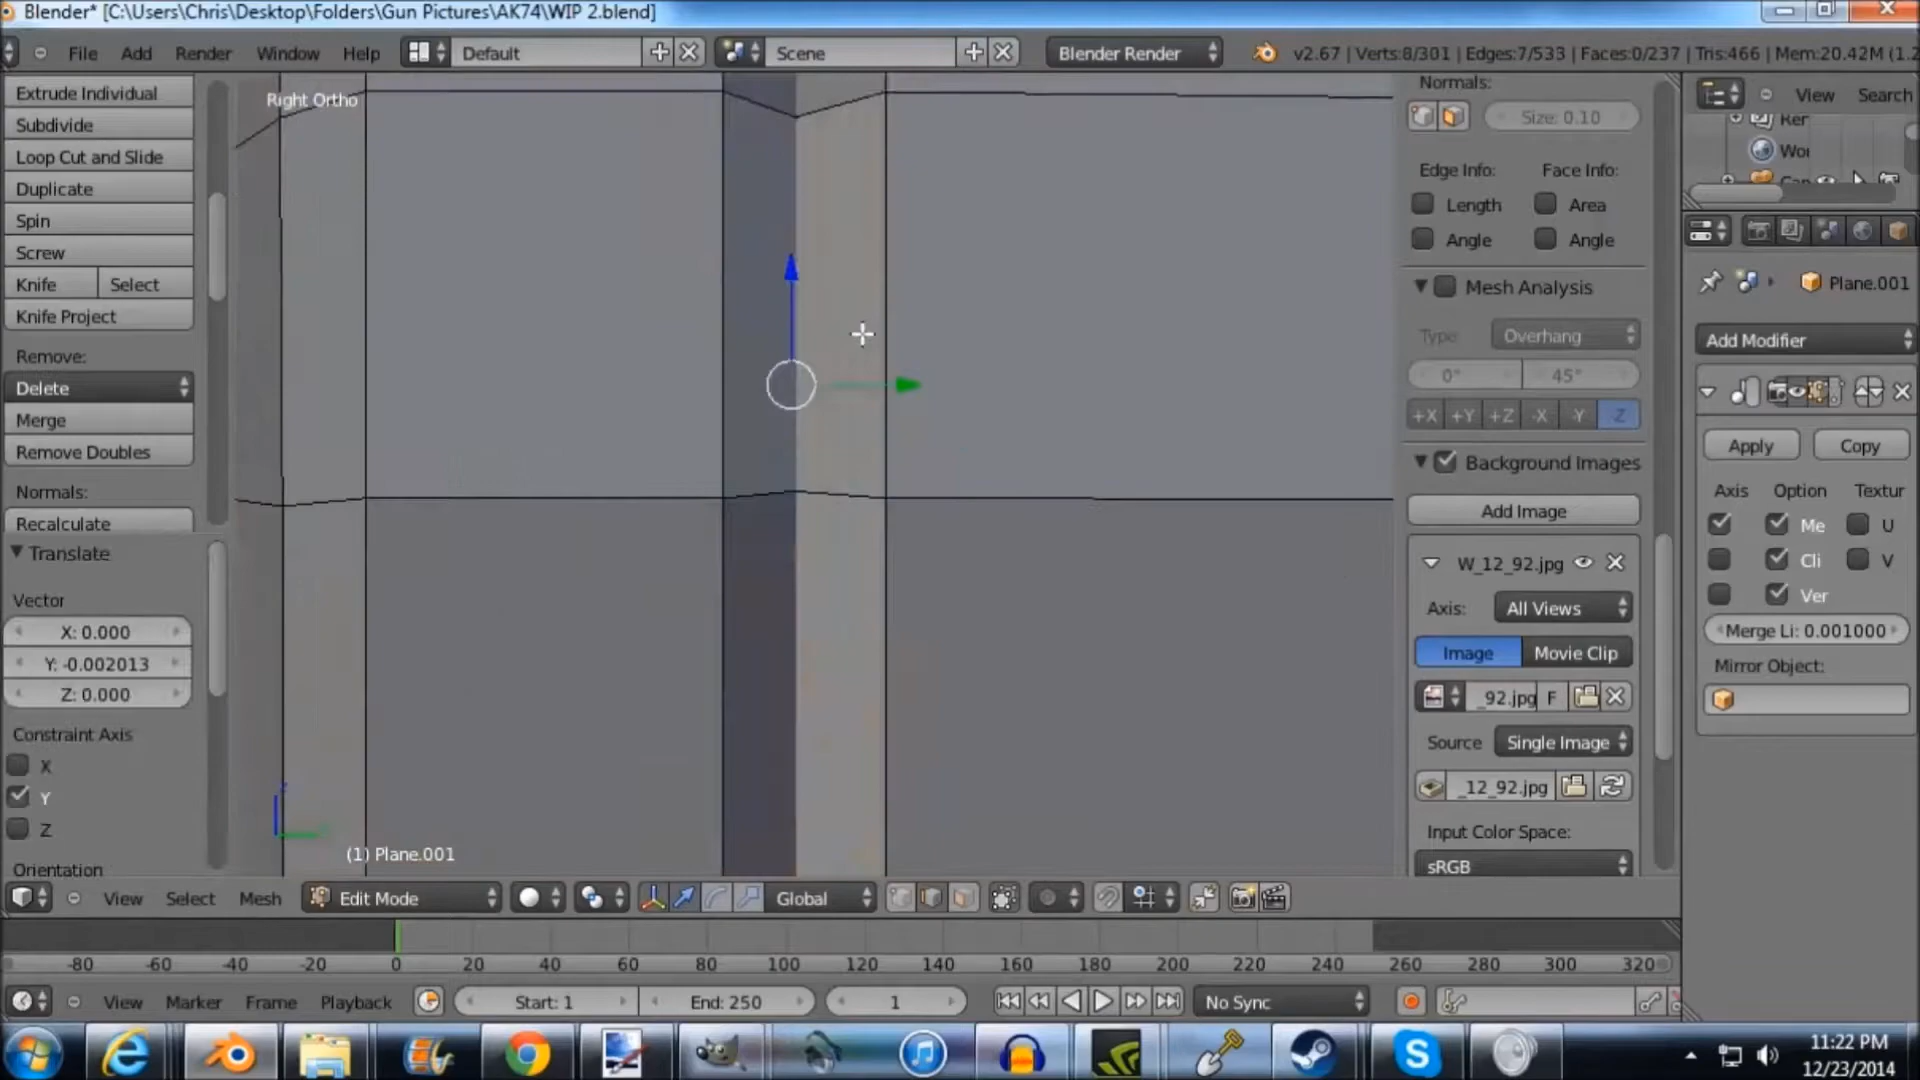 Blender* [C:\Users\Chris\Desktop\Folders\Gun Pictures\AK74\WIP 2.blend]
File Add Render Window Help Default Scene Blender Render v2.67 | Verts:8/301 | Edges:7/533 | Faces:0/237 | Tris:466 | Mem:20.42M (1.2
Extrude Individual
Subdivide
Loop Cut and Slide
Duplicate
Spin
Screw
Knife Select
Knife Project
Remove:
Delete
Merge
Remove Doubles
Normals:
Recalculate
Translate
Vector
X: 0.000
Y: -0.002013
Z: 0.000
Constraint Axis
X
Y
Z
Orientation
Right Ortho
(1) Plane.001
Normals:
Size: 0.10
Edge Info: Face Info:
Length Area
Angle Angle
Mesh Analysis
Type Overhang
0° 45°
+X +Y +Z -X -Y -Z
Background Images
Add Image
W_12_92.jpg
Axis: All Views
Image Movie Clip
_92.jpg F
Source Single Image
_12_92.jpg
Input Color Space:
sRGB
View Search
Rer
Wor
Plane.001
Add Modifier
Apply Copy
Axis Option Textur
Me U
Cli V
Ver
Merge Li: 0.001000
Mirror Object:
View Select Mesh Edit Mode Global
-80 -60 -40 -20 0 20 40 60 80 100 120 140 160 180 200 220 240 260 280 300 320
View Marker Frame Playback Start: 1 End: 250 1 No Sync
11:22 PM
12/23/2014